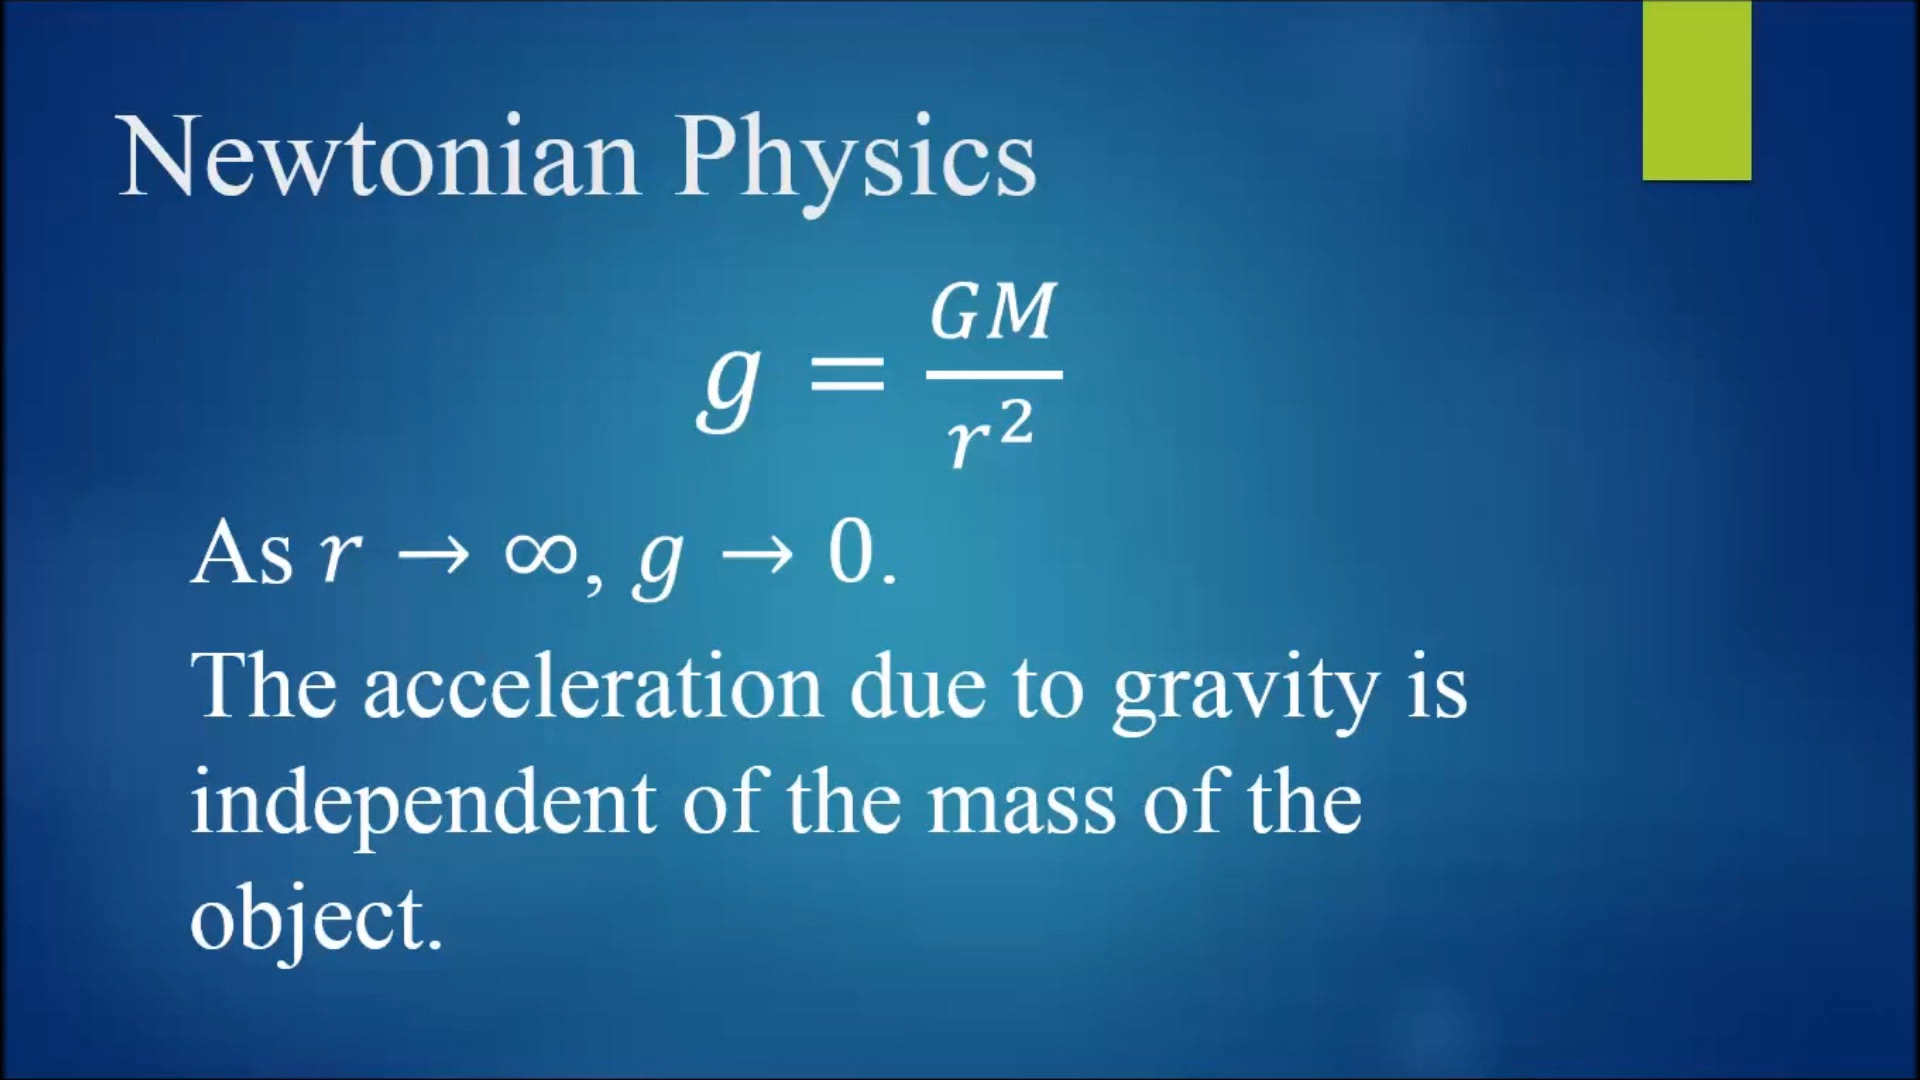 Newtonian Physics
g = GM/r²
As r → ∞, g → 0.
The acceleration due to gravity is
independent of the mass of the
object.